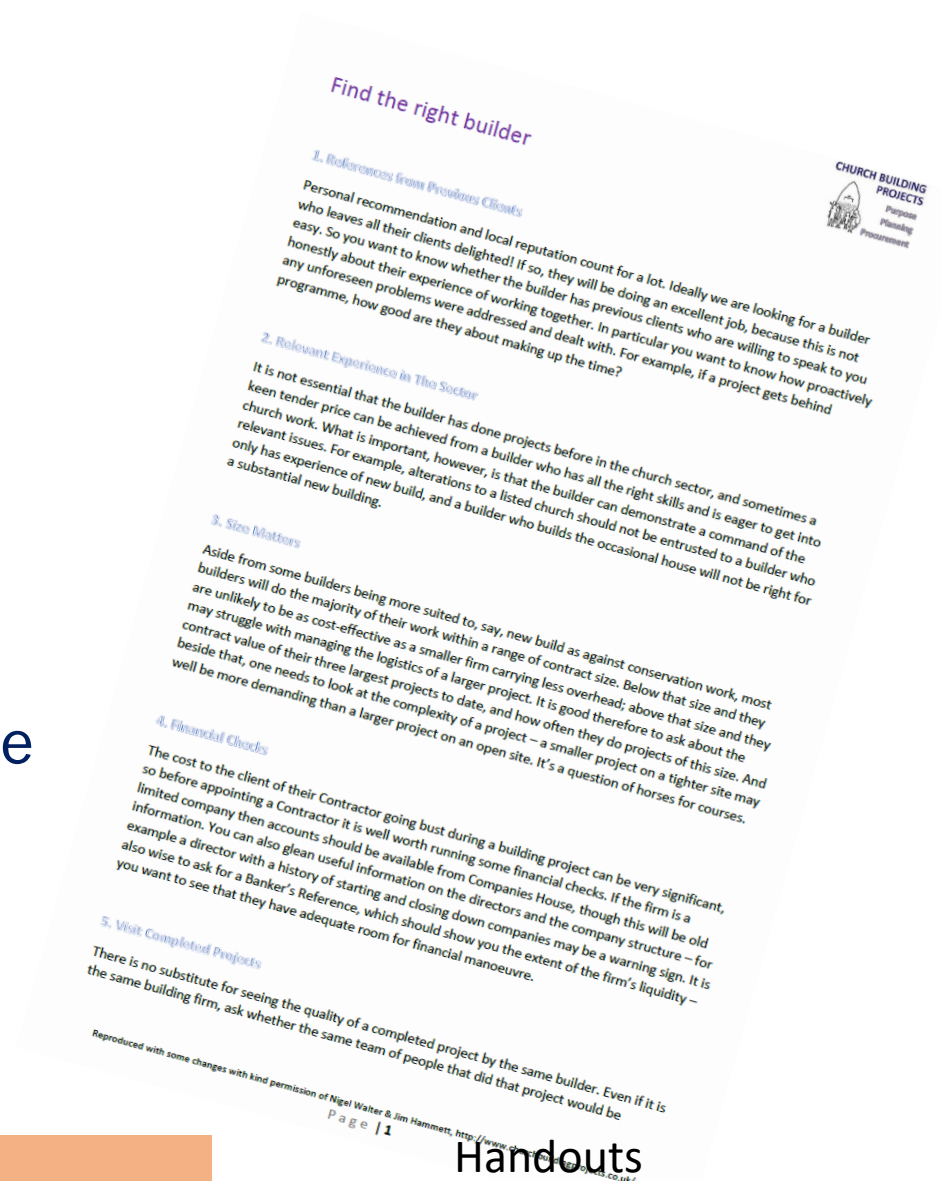 Find the right builder
CHURCH BUILDING
PROJECTS
Purpose
Planning
Procurement
1. References from Previous Clients
Personal recommendation and local reputation count for a lot. Ideally we are looking for a builder
who leaves all their clients delighted! If so, they will be doing an excellent job, because this is not
easy. So you want to know whether the builder has previous clients who are willing to speak to you
honestly about their experience of working together. In particular you want to know how proactively
any unforeseen problems were addressed and dealt with. For example, if a project gets behind
programme, how good are they about making up the time?
2. Relevant Experience in The Sector
It is not essential that the builder has done projects before in the church sector, and sometimes a
keen tender price can be achieved from a builder who has all the right skills and is eager to get into
church work. What is important, however, is that the builder can demonstrate a command of the
relevant issues. For example, alterations to a listed church should not be entrusted to a builder who
only has experience of new build, and a builder who builds the occasional house will not be right for
a substantial new building.
3. Size Matters
Aside from some builders being more suited to, say, new build as against conservation work, most
builders will do the majority of their work within a range of contract size. Below that size and they
are unlikely to be as cost-effective as a smaller firm carrying less overhead; above that size and they
may struggle with managing the logistics of a larger project. It is good therefore to ask about the
contract value of their three largest projects to date, and how often they do projects of this size. And
beside that, one needs to look at the complexity of a project – a smaller project on a tighter site may
well be more demanding than a larger project on an open site. It's a question of horses for courses.
e
4. Financial Checks
The cost to the client of their Contractor going bust during a building project can be very significant,
so before appointing a Contractor it is well worth running some financial checks. If the firm is a
limited company then accounts should be available from Companies House, though this will be old
information. You can also glean useful information on the directors and the company structure – for
example a director with a history of starting and closing down companies may be a warning sign. It is
also wise to ask for a Banker's Reference, which should show you the extent of the firm's liquidity –
you want to see that they have adequate room for financial manoeuvre.
5. Visit Completed Projects
There is no substitute for seeing the quality of a completed project by the same builder. Even if it is
the same building firm, ask whether the same team of people that did that project would be
Reproduced with some changes with kind permission of Nigel Walter & Jim Hammett, http://www.churchbuildingprojects.co.uk/
Page | 1
Handouts